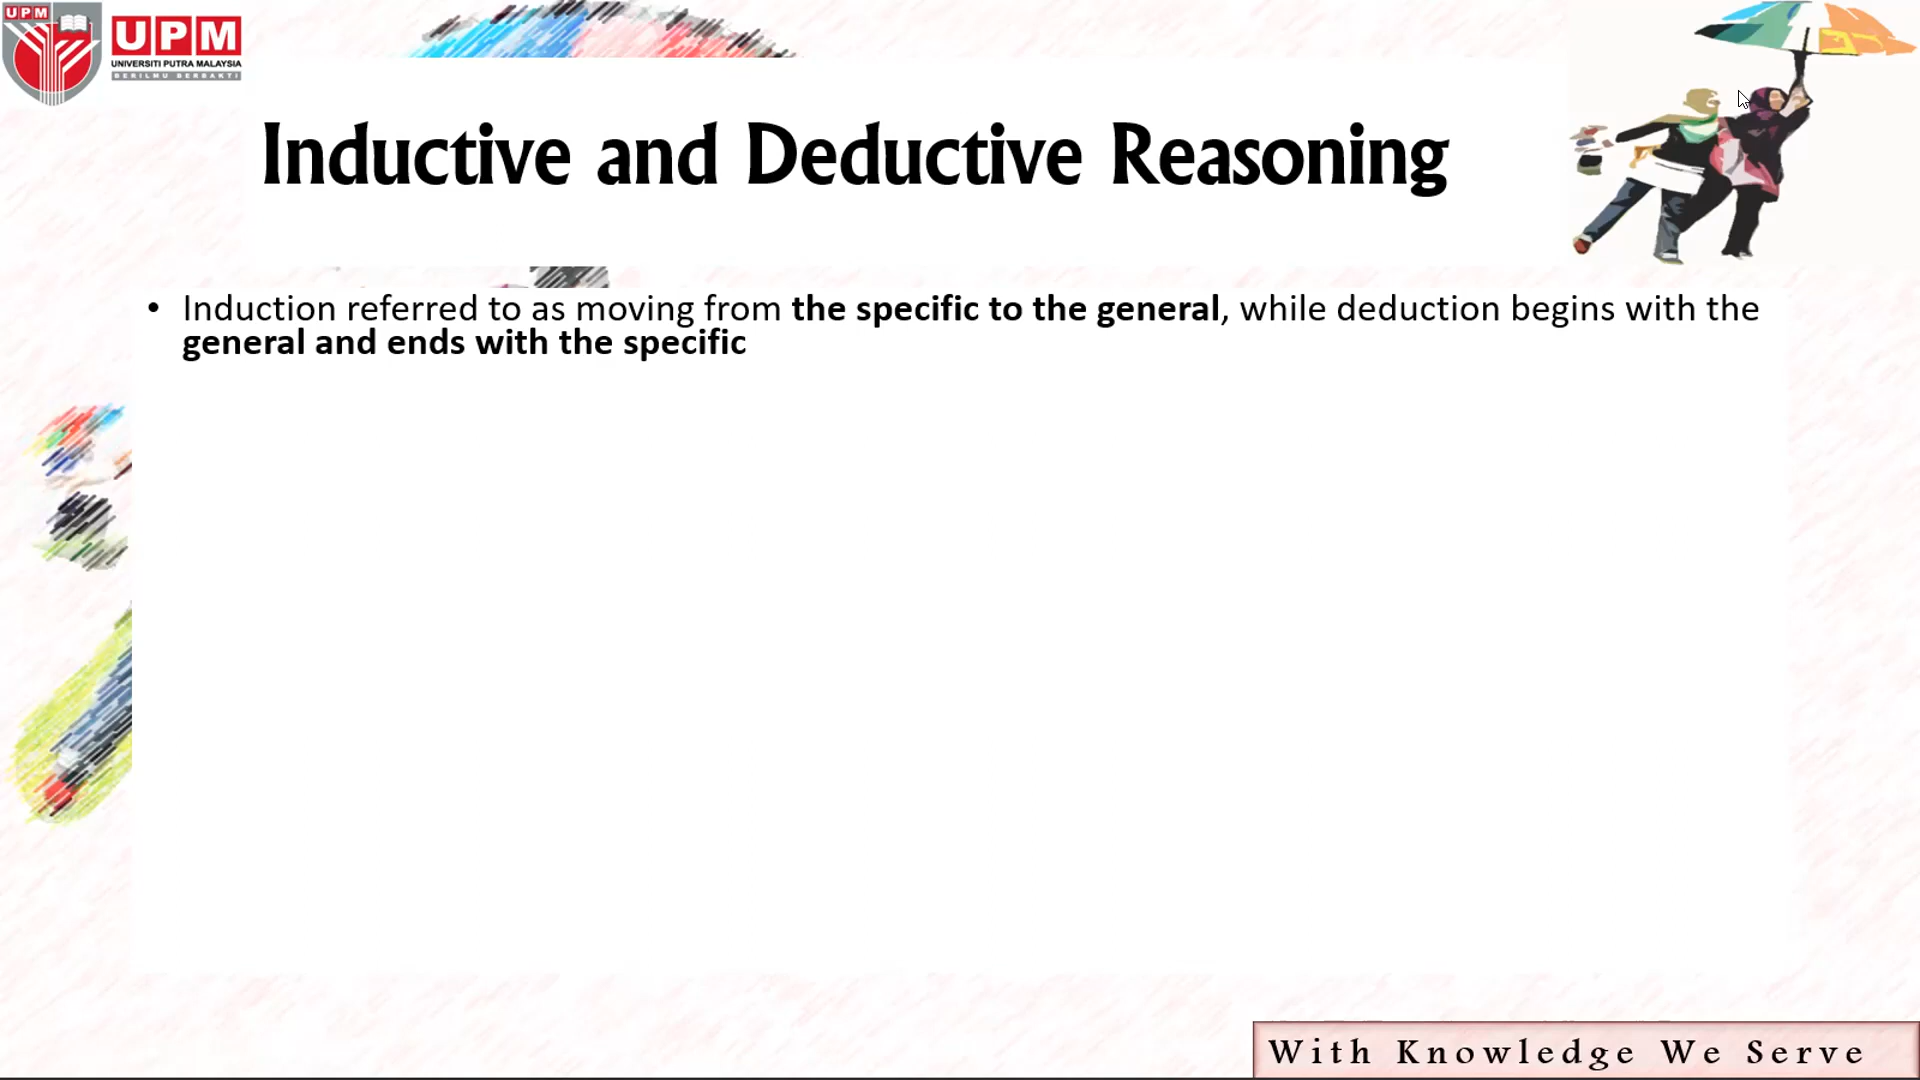 UPM
UPM
UNIVERSITI PUTRA MALAYSIA
BERILMU BERBAKTI
Inductive and Deductive Reasoning
• Induction referred to as moving from the specific to the general, while deduction begins with the
general and ends with the specific
With Knowledge We Serve